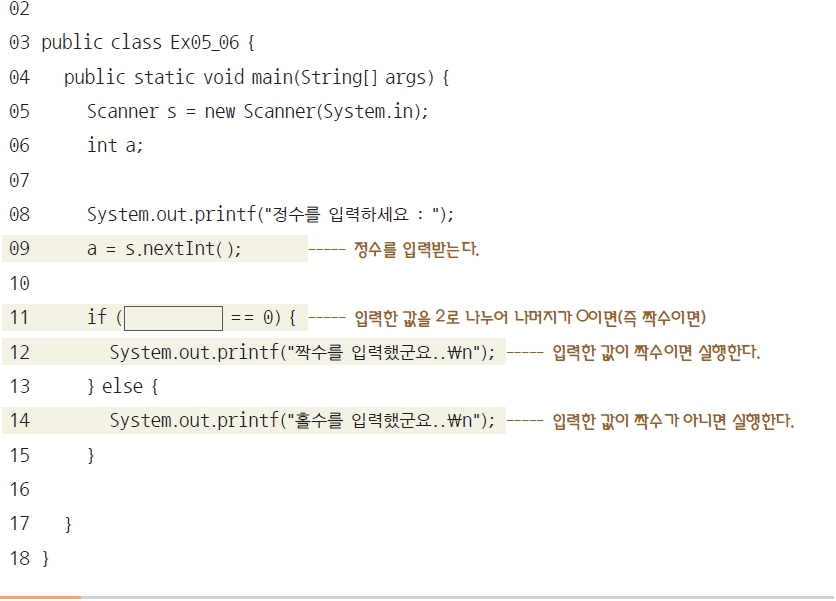 02
03 public class Ex05_06 {
04 public static void main(String[] args) {
05 Scanner s = new Scanner(System.in);
06 int a;
07
08 System.out.printf("정수를 입력하세요 : ");
09 a = s.nextInt(); ----- 정수를 입력받는다.
10
11 if ( == 0) { ----- 입력한 값을 2로 나누어 나머지가 0이면(즉 짝수이면)
12 System.out.printf("짝수를 입력했군요..₩n"); ----- 입력한 값이 짝수이면 실행한다.
13 } else {
14 System.out.printf("홀수를 입력했군요..₩n"); ----- 입력한 값이 짝수가 아니면 실행한다.
15 }
16
17 }
18 }